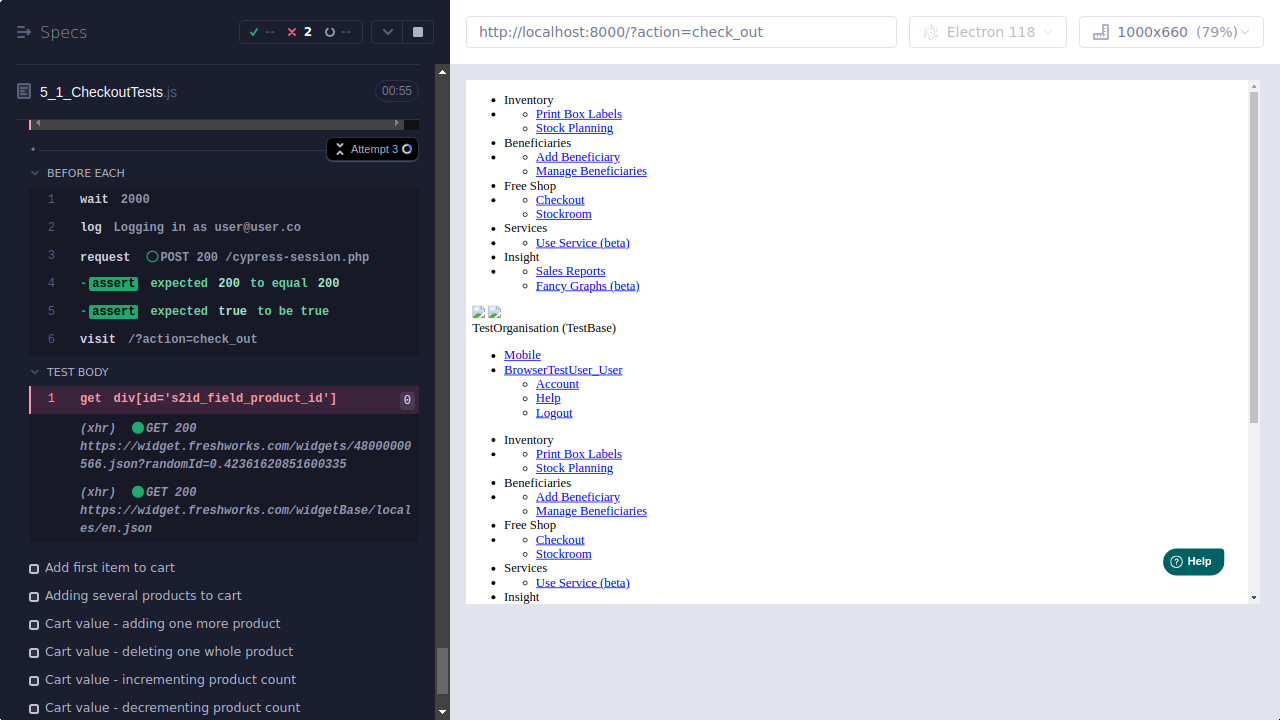 Specs
--
2
--
5_1_CheckoutTests.js
00:55
Attempt 3
BEFORE EACH
1 wait 2000
2 log Logging in as user@user.co
3 request POST 200 /cypress-session.php
4 -assert expected 200 to equal 200
5 -assert expected true to be true
6 visit /?action=check_out
TEST BODY
1 get div[id='s2id_field_product_id'] 0
(xhr) GET 200
https://widget.freshworks.com/widgets/48000000
566.json?randomId=0.42361620851600335
(xhr) GET 200
https://widget.freshworks.com/widgetBase/local
es/en.json
Add first item to cart
Adding several products to cart
Cart value - adding one more product
Cart value - deleting one whole product
Cart value - incrementing product count
Cart value - decrementing product count
http://localhost:8000/?action=check_out
Electron 118
1000x660 (79%)
Inventory
Print Box Labels
Stock Planning
Beneficiaries
Add Beneficiary
Manage Beneficiaries
Free Shop
Checkout
Stockroom
Services
Use Service (beta)
Insight
Sales Reports
Fancy Graphs (beta)
TestOrganisation (TestBase)
Mobile
BrowserTestUser_User
Account
Help
Logout
Inventory
Print Box Labels
Stock Planning
Beneficiaries
Add Beneficiary
Manage Beneficiaries
Free Shop
Checkout
Stockroom
Services
Use Service (beta)
Insight
Help